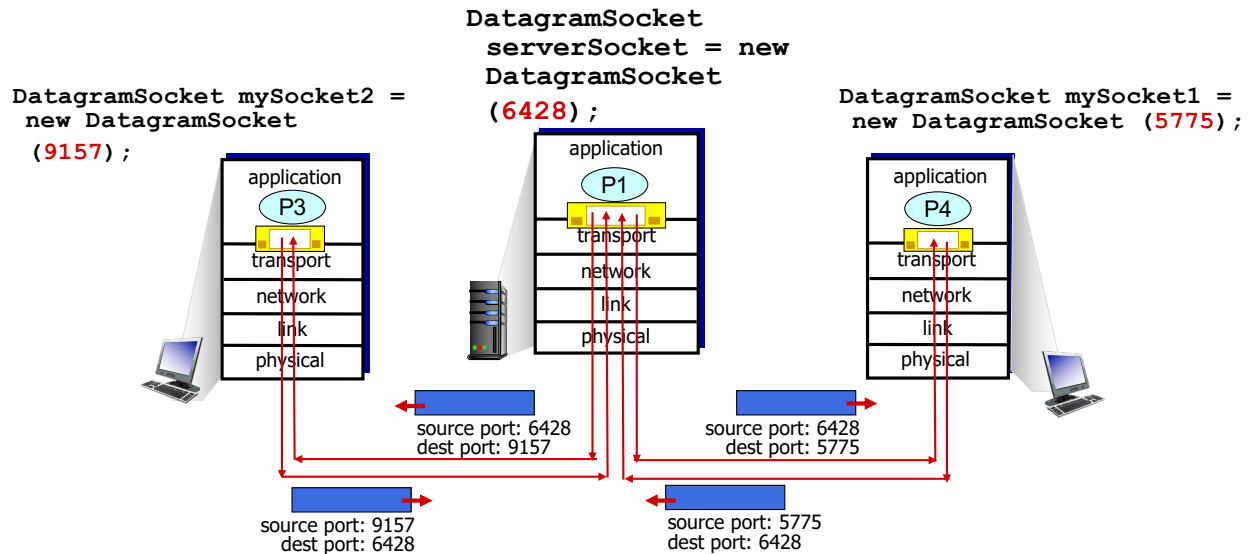 DatagramSocket
serverSocket = new
DatagramSocket
(6428);
DatagramSocket mySocket2 =
new DatagramSocket
(9157);
DatagramSocket mySocket1 =
new DatagramSocket (5775);
application
P3
transport
network
link
physical
application
P1
transport
network
link
physical
application
P4
transport
network
link
physical
source port: 6428
dest port: 9157
source port: 6428
dest port: 5775
source port: 9157
dest port: 6428
source port: 5775
dest port: 6428